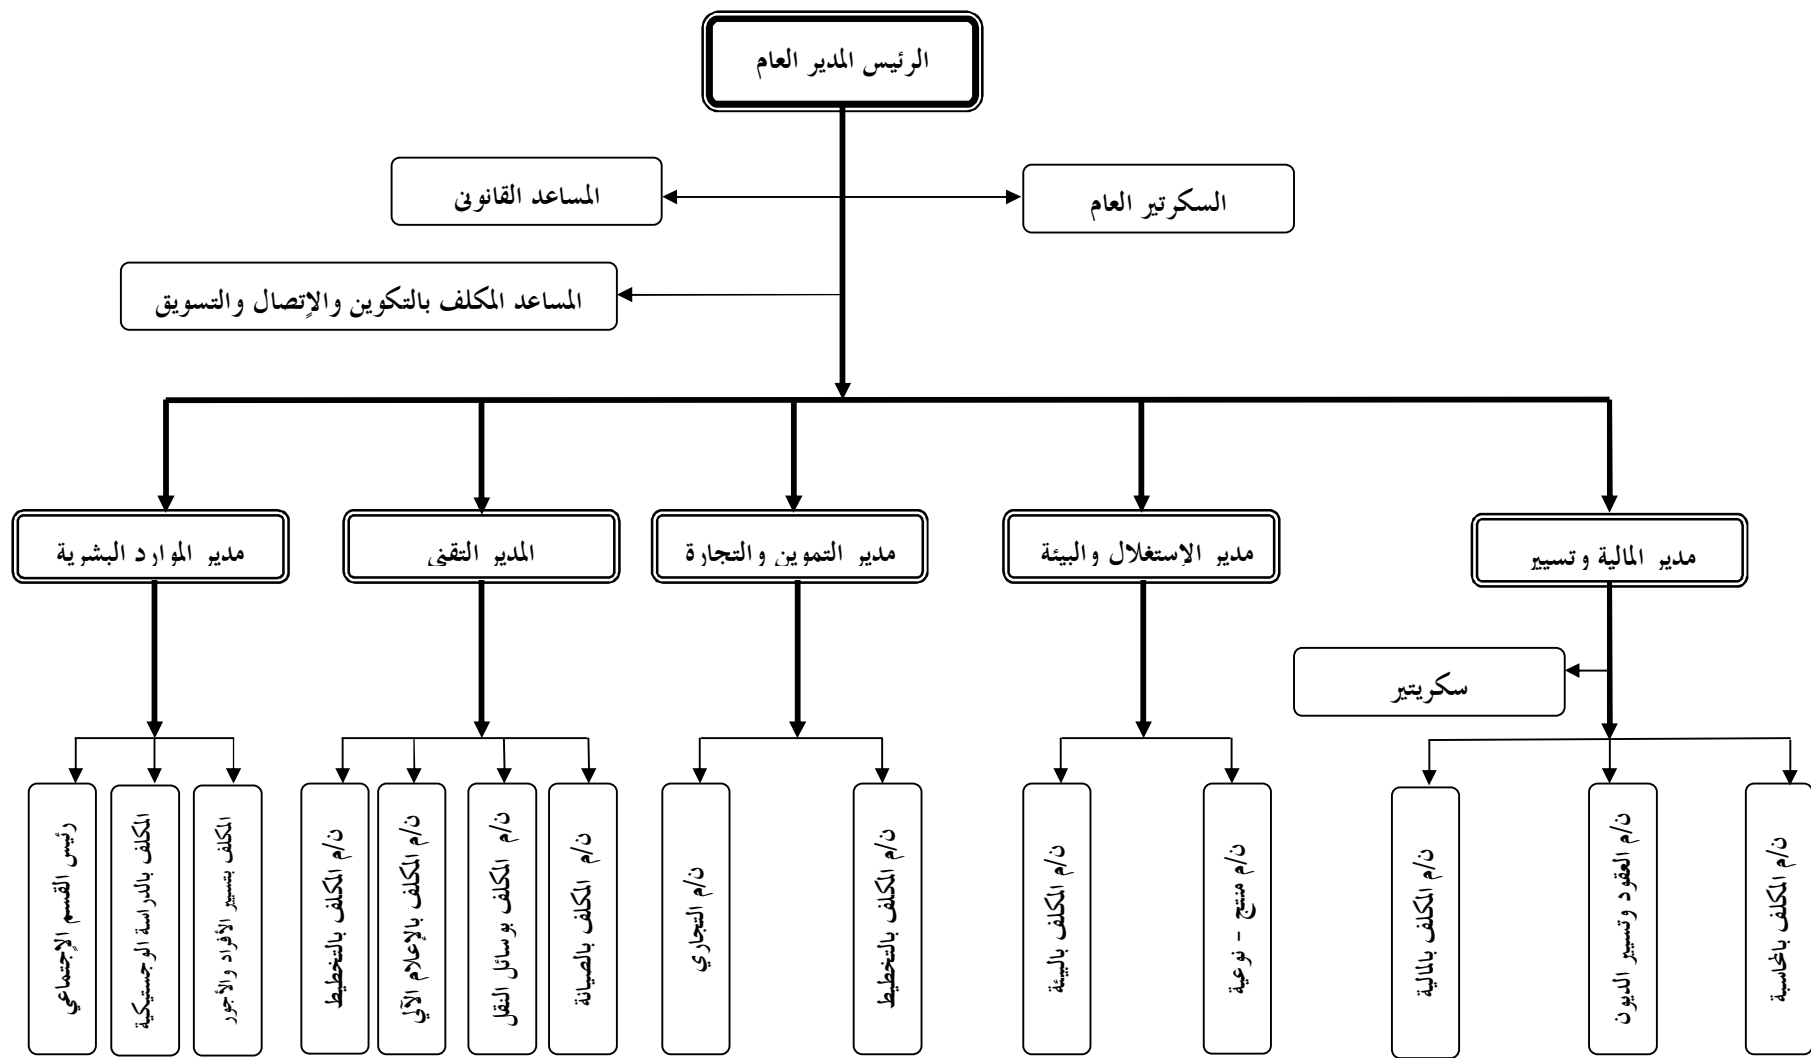 الرئيس المدير العام
السكرتير العام
المساعد القانونى
المساعد المكلف بالتكوين والإتصال والتسويق
مدير المالية وتسيير
مدير الإستغلال والبيئة
مدير التموين والتجارة
المدير التقنى
مدير الموارد البشرية
سكريتير
ن/م المكلف بالمحاسبة
ن/م العقود وتسيير الديون
ن/م المكلف بالمالية
ن/م منتج - نوعية
ن/م المكلف بالبيئة
ن/م المكلف بالتخطيط
ن/م التجاري
ن/م المكلف بالصيانة
ن/م المكلف بوسائل النقل
ن/م المكلف بالإعلام الآلي
ن/م المكلف بالتخطيط
المكلف بتسيير الأفراد والأجور
المكلف بالدراسة الوجستيكية
رئيس القسم الإجتماعي